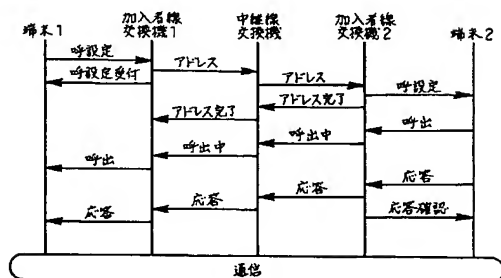 端末1 加入者線交換機1 中継線交換機 加入者線交換機2 端末2
呼設定
呼設定受付
アドレス
アドレス
アドレス完了
呼設定
アドレス完了
呼出
呼出中
呼出中
呼出
応答
応答
応答
応答
応答確認
通信